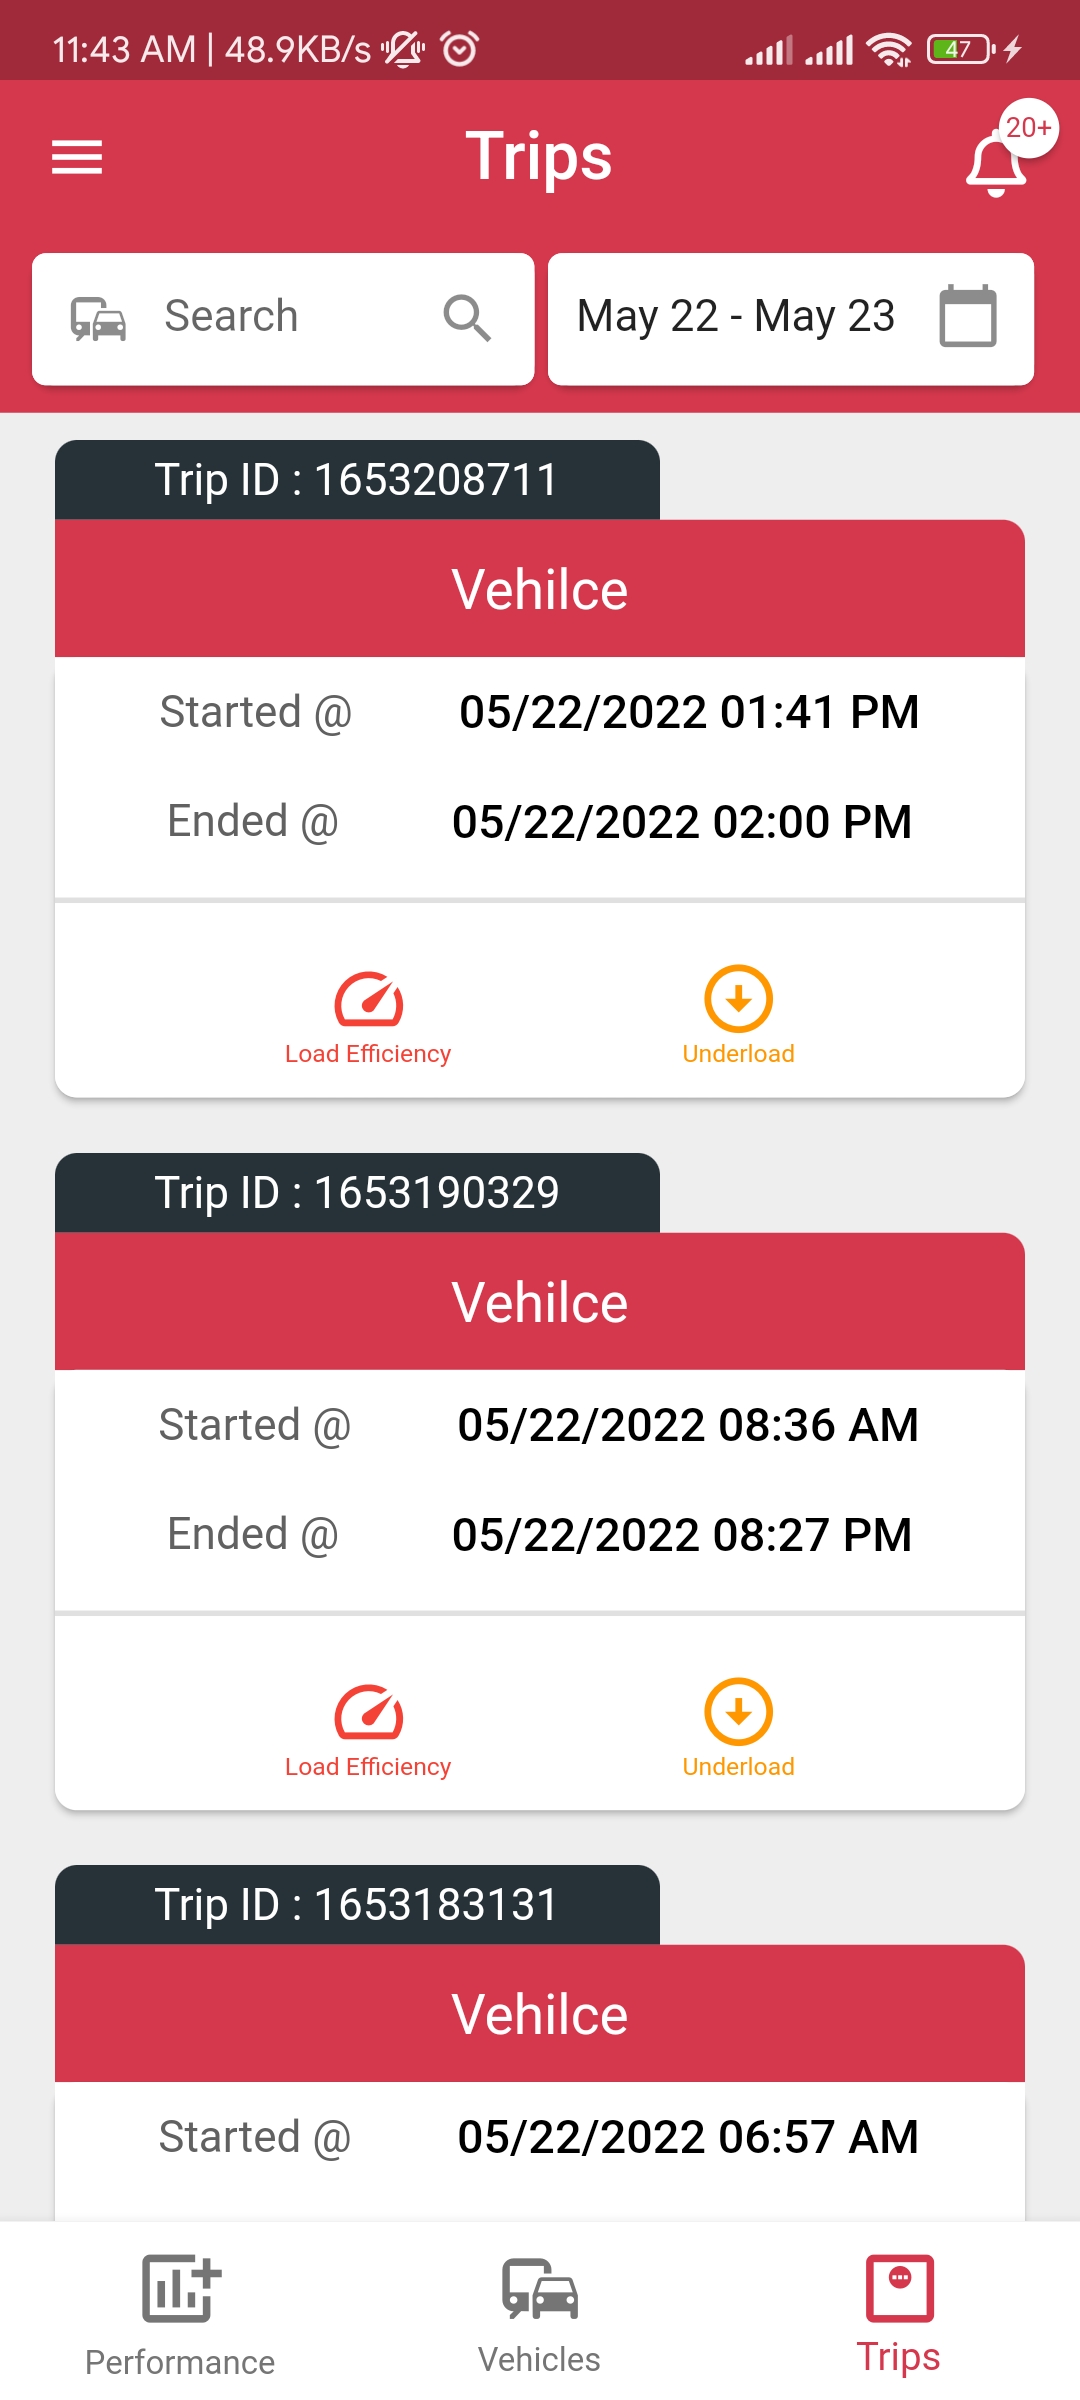 11:43 AM | 48.9KB/s
47
Trips
20+
Search
May 22 - May 23
Trip ID : 1653208711
Vehilce
Started @ 05/22/2022 01:41 PM
Ended @ 05/22/2022 02:00 PM
Load Efficiency Underload
Trip ID : 1653190329
Vehilce
Started @ 05/22/2022 08:36 AM
Ended @ 05/22/2022 08:27 PM
Load Efficiency Underload
Trip ID : 1653183131
Vehilce
Started @ 05/22/2022 06:57 AM
Performance Vehicles Trips